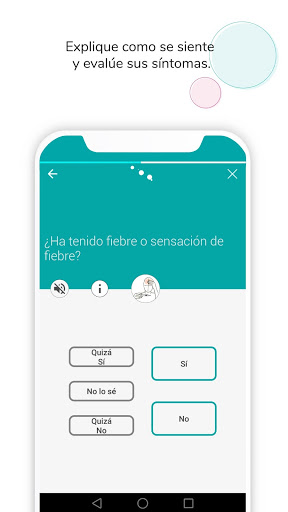 Explique como se siente
y evalúe sus síntomas.
¿Ha tenido fiebre o sensación de
fiebre?
i
Quizá
Sí
No lo sé
Quizá
No
Sí
No